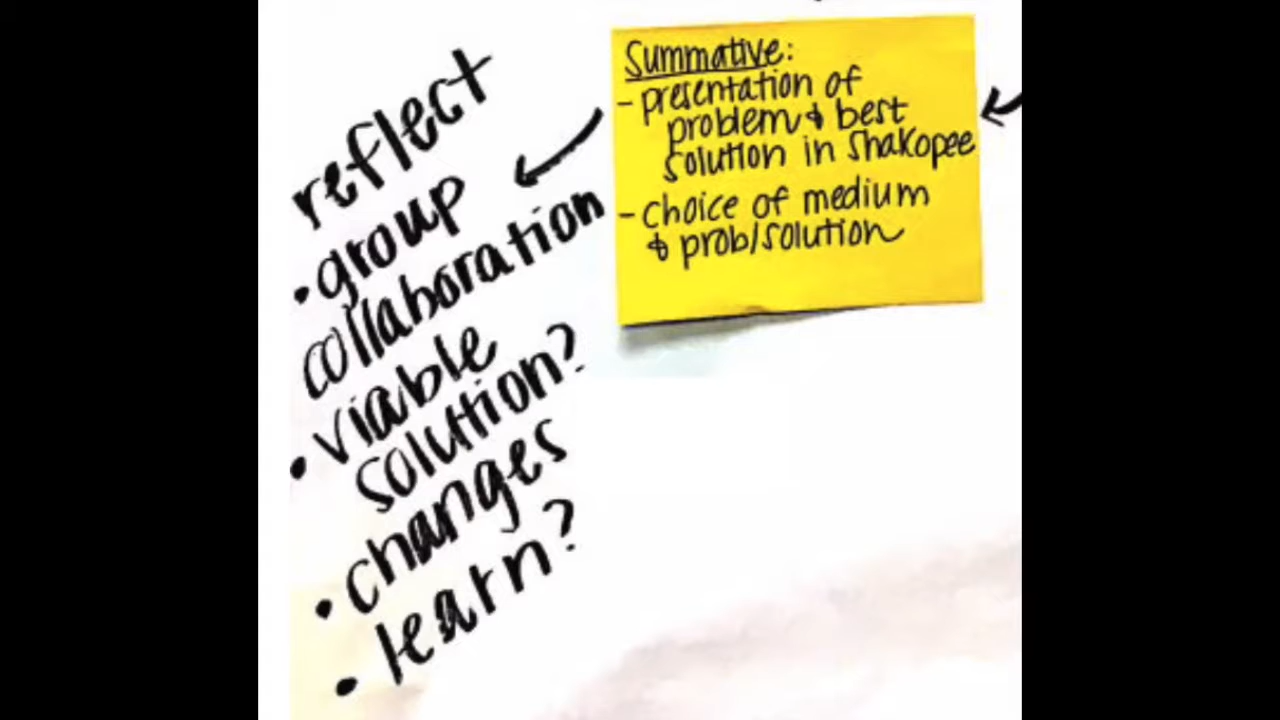 Summative:
- presentation of
problem & best
solution in Shakopee
- choice of medium
& prob/solution
reflect
• group
collaboration
• viable
solution?
• changes
• learn?